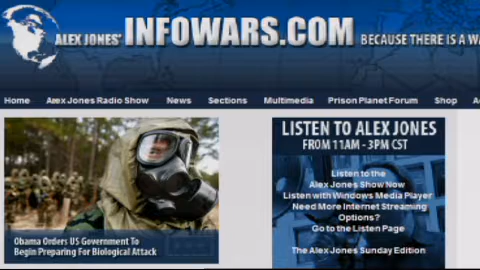 ALEX JONES' INFOWARS.COM BECAUSE THERE IS A WA
Home Alex Jones Radio Show News Sections Multimedia Prison Planet Forum Shop
Obama Orders US Government To
Begin Preparing For Biological Attack
LISTEN TO ALEX JONES
FROM 11AM - 3PM CST
Listen to the
Alex Jones Show Now
Listen with Windows Media Player
Need More Internet Streaming
Options?
Go to the Listen Page
The Alex Jones Sunday Edition